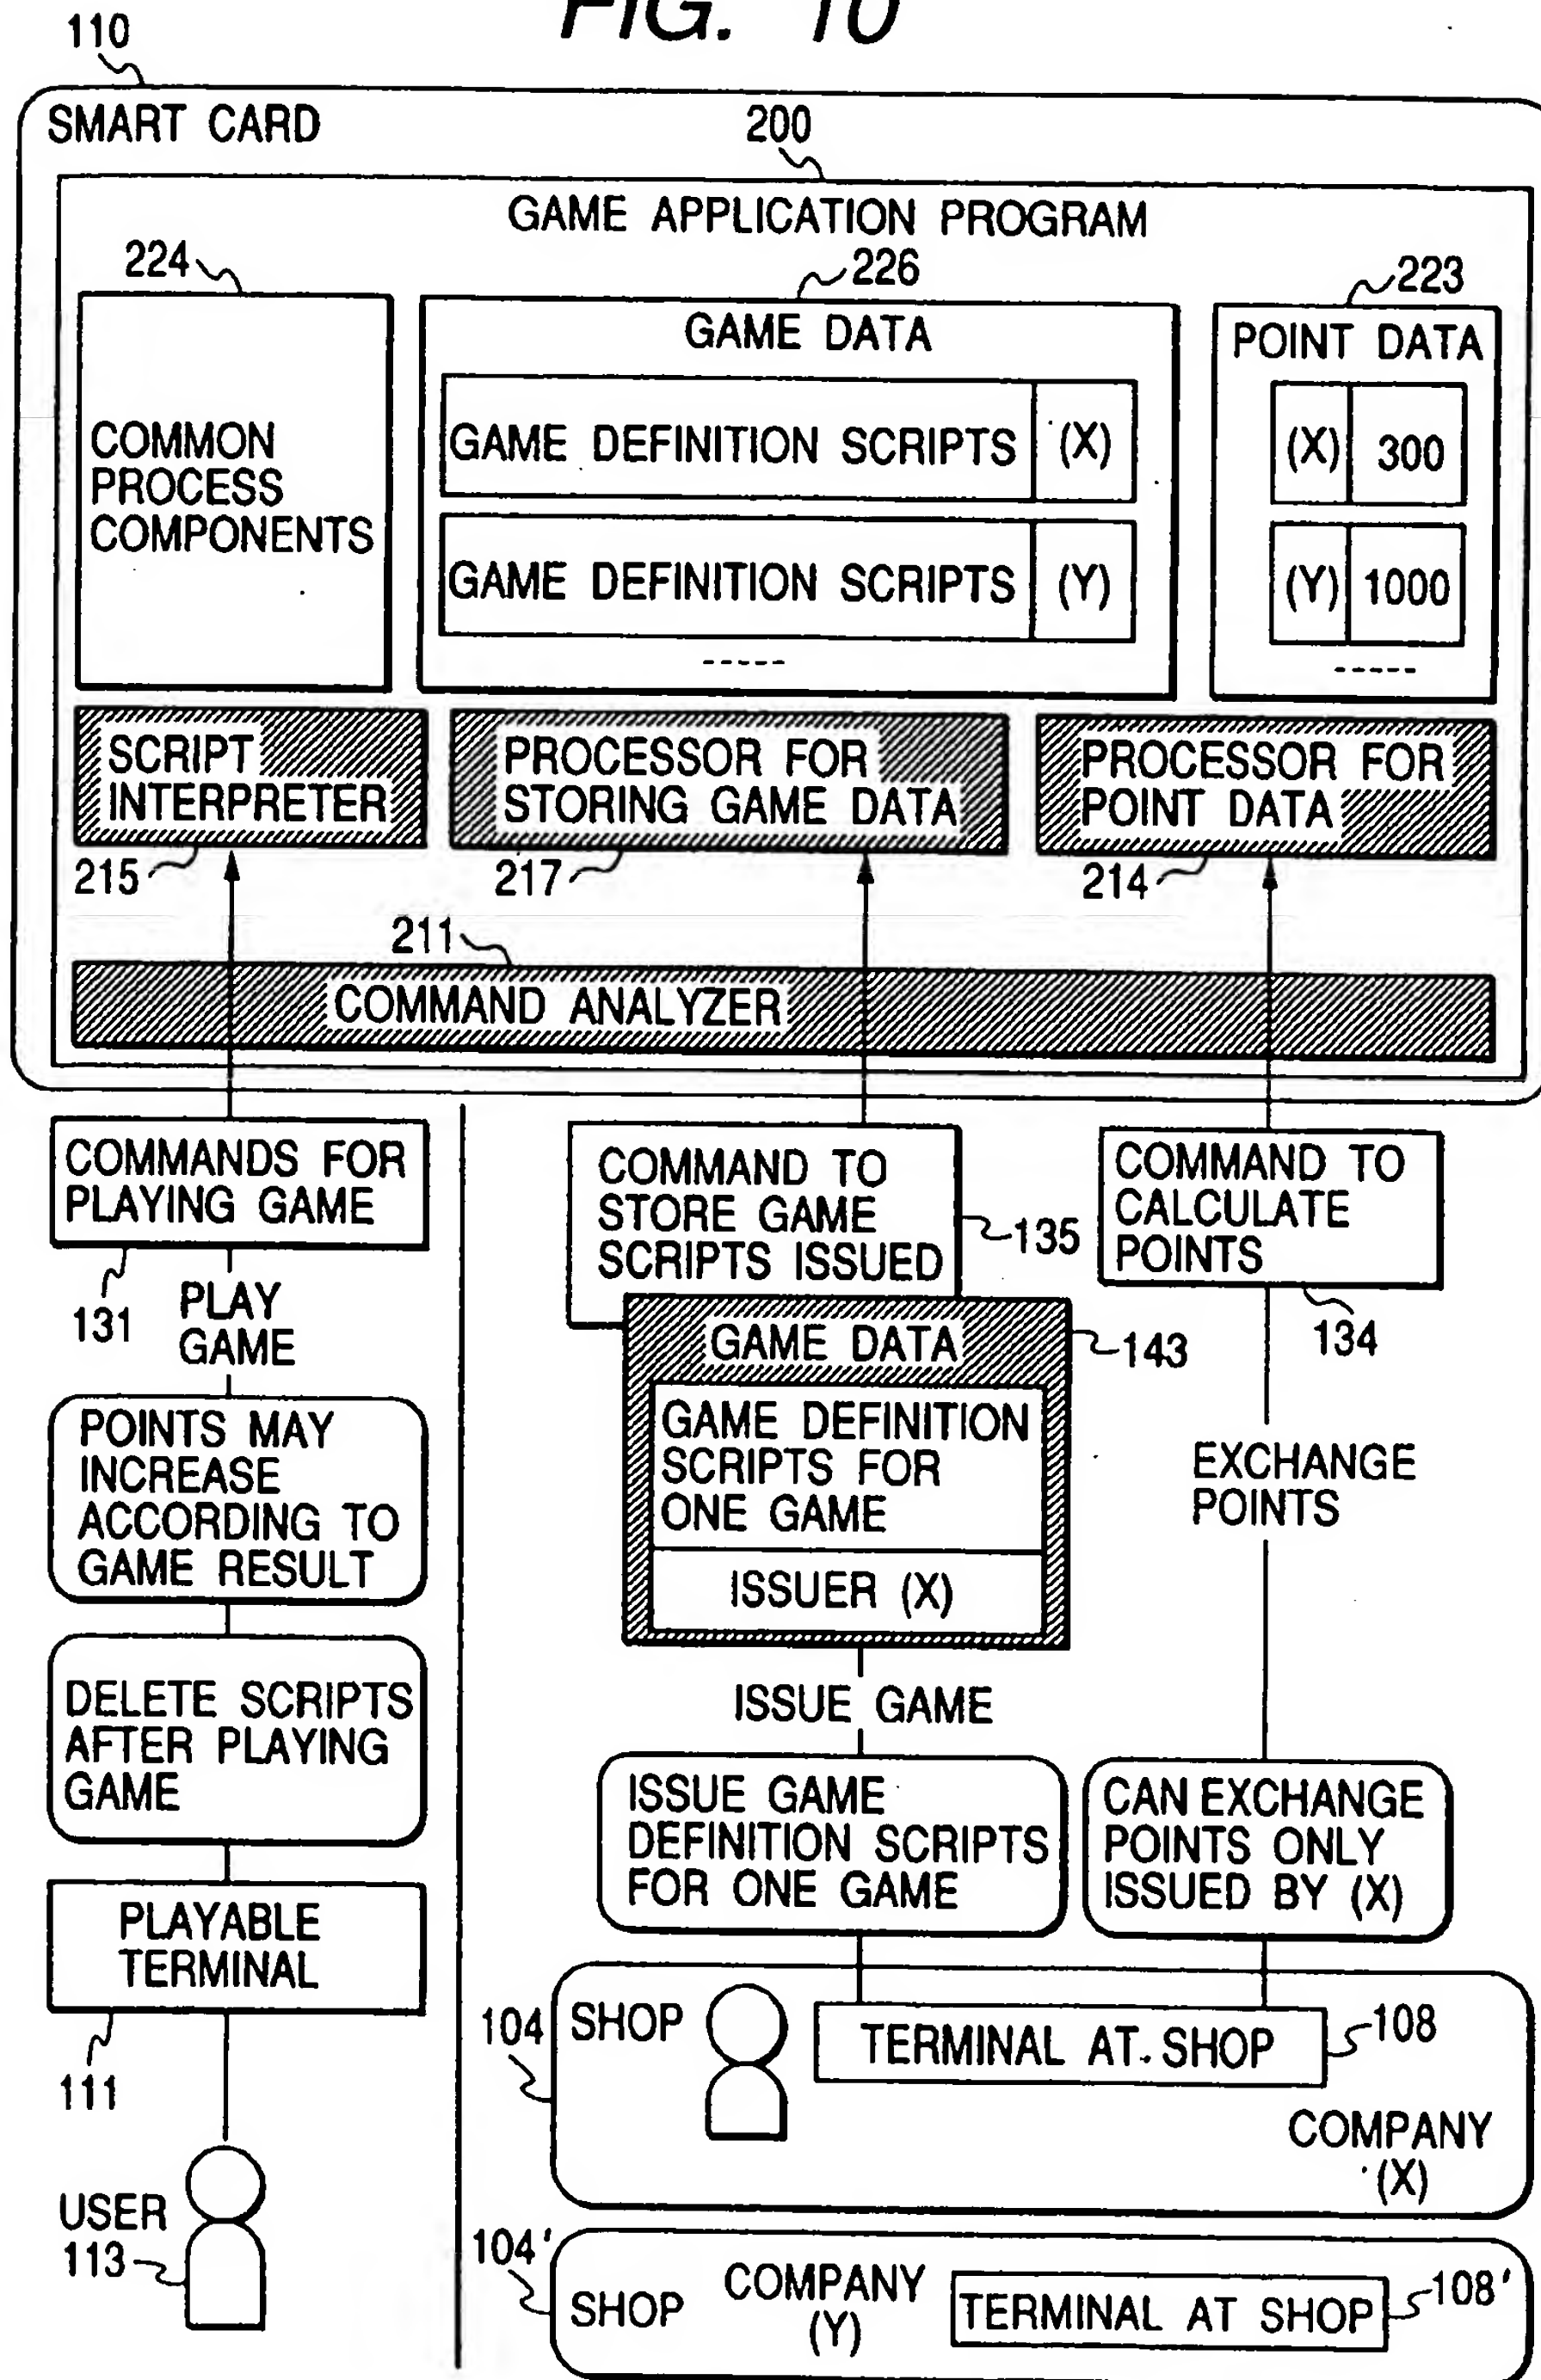 FIG. 10
110
SMART CARD
200
GAME APPLICATION PROGRAM
224
226
223
COMMON
PROCESS
COMPONENTS
GAME DATA
GAME DEFINITION SCRIPTS (X)
GAME DEFINITION SCRIPTS (Y)
-----
POINT DATA
(X) 300
(Y) 1000
-----
SCRIPT
INTERPRETER
PROCESSOR FOR
STORING GAME DATA
PROCESSOR FOR
POINT DATA
215
217
214
211
COMMAND ANALYZER
COMMANDS FOR
PLAYING GAME
131
PLAY
GAME
POINTS MAY
INCREASE
ACCORDING TO
GAME RESULT
DELETE SCRIPTS
AFTER PLAYING
GAME
PLAYABLE
TERMINAL
111
USER
113
COMMAND TO
STORE GAME
SCRIPTS ISSUED
135
GAME DATA
143
GAME DEFINITION
SCRIPTS FOR
ONE GAME
ISSUER (X)
ISSUE GAME
ISSUE GAME
DEFINITION SCRIPTS
FOR ONE GAME
COMMAND TO
CALCULATE
POINTS
134
EXCHANGE
POINTS
CAN EXCHANGE
POINTS ONLY
ISSUED BY (X)
104
SHOP
TERMINAL AT SHOP
108
COMPANY
(X)
104'
SHOP
COMPANY
(Y)
TERMINAL AT SHOP
108'